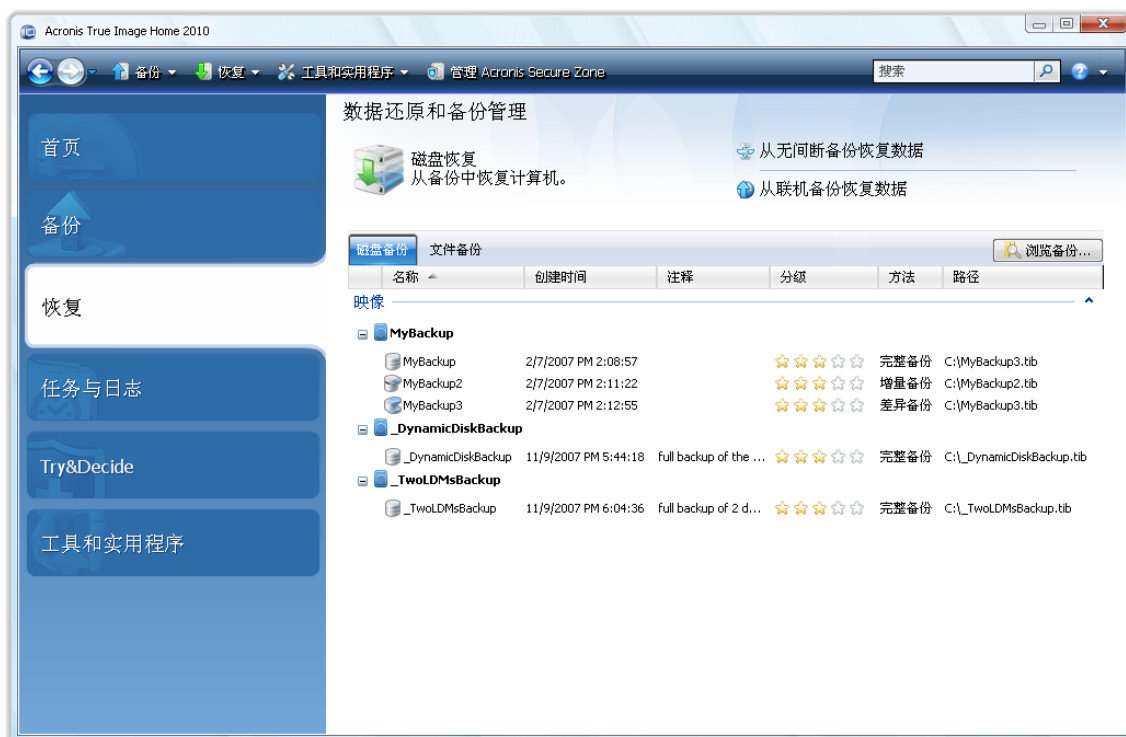 Acronis True Image Home 2010
备份 恢复 工具和实用程序 管理 Acronis Secure Zone 搜索
首页
备份
恢复
任务与日志
Try&Decide
工具和实用程序
数据还原和备份管理
磁盘恢复
从备份中恢复计算机。
从无间断备份恢复数据
从联机备份恢复数据
磁盘备份 文件备份 浏览备份...
名称 创建时间 注释 分级 方法 路径
映像
MyBackup
MyBackup 2/7/2007 PM 2:08:57 完整备份 C:\MyBackup3.tib
MyBackup2 2/7/2007 PM 2:11:22 增量备份 C:\MyBackup2.tib
MyBackup3 2/7/2007 PM 2:12:55 差异备份 C:\MyBackup3.tib
_DynamicDiskBackup
_DynamicDiskBackup 11/9/2007 PM 5:44:18 full backup of the ... 完整备份 C:\_DynamicDiskBackup.tib
_TwoLDMsBackup
_TwoLDMsBackup 11/9/2007 PM 6:04:36 full backup of 2 d... 完整备份 C:\_TwoLDMsBackup.tib